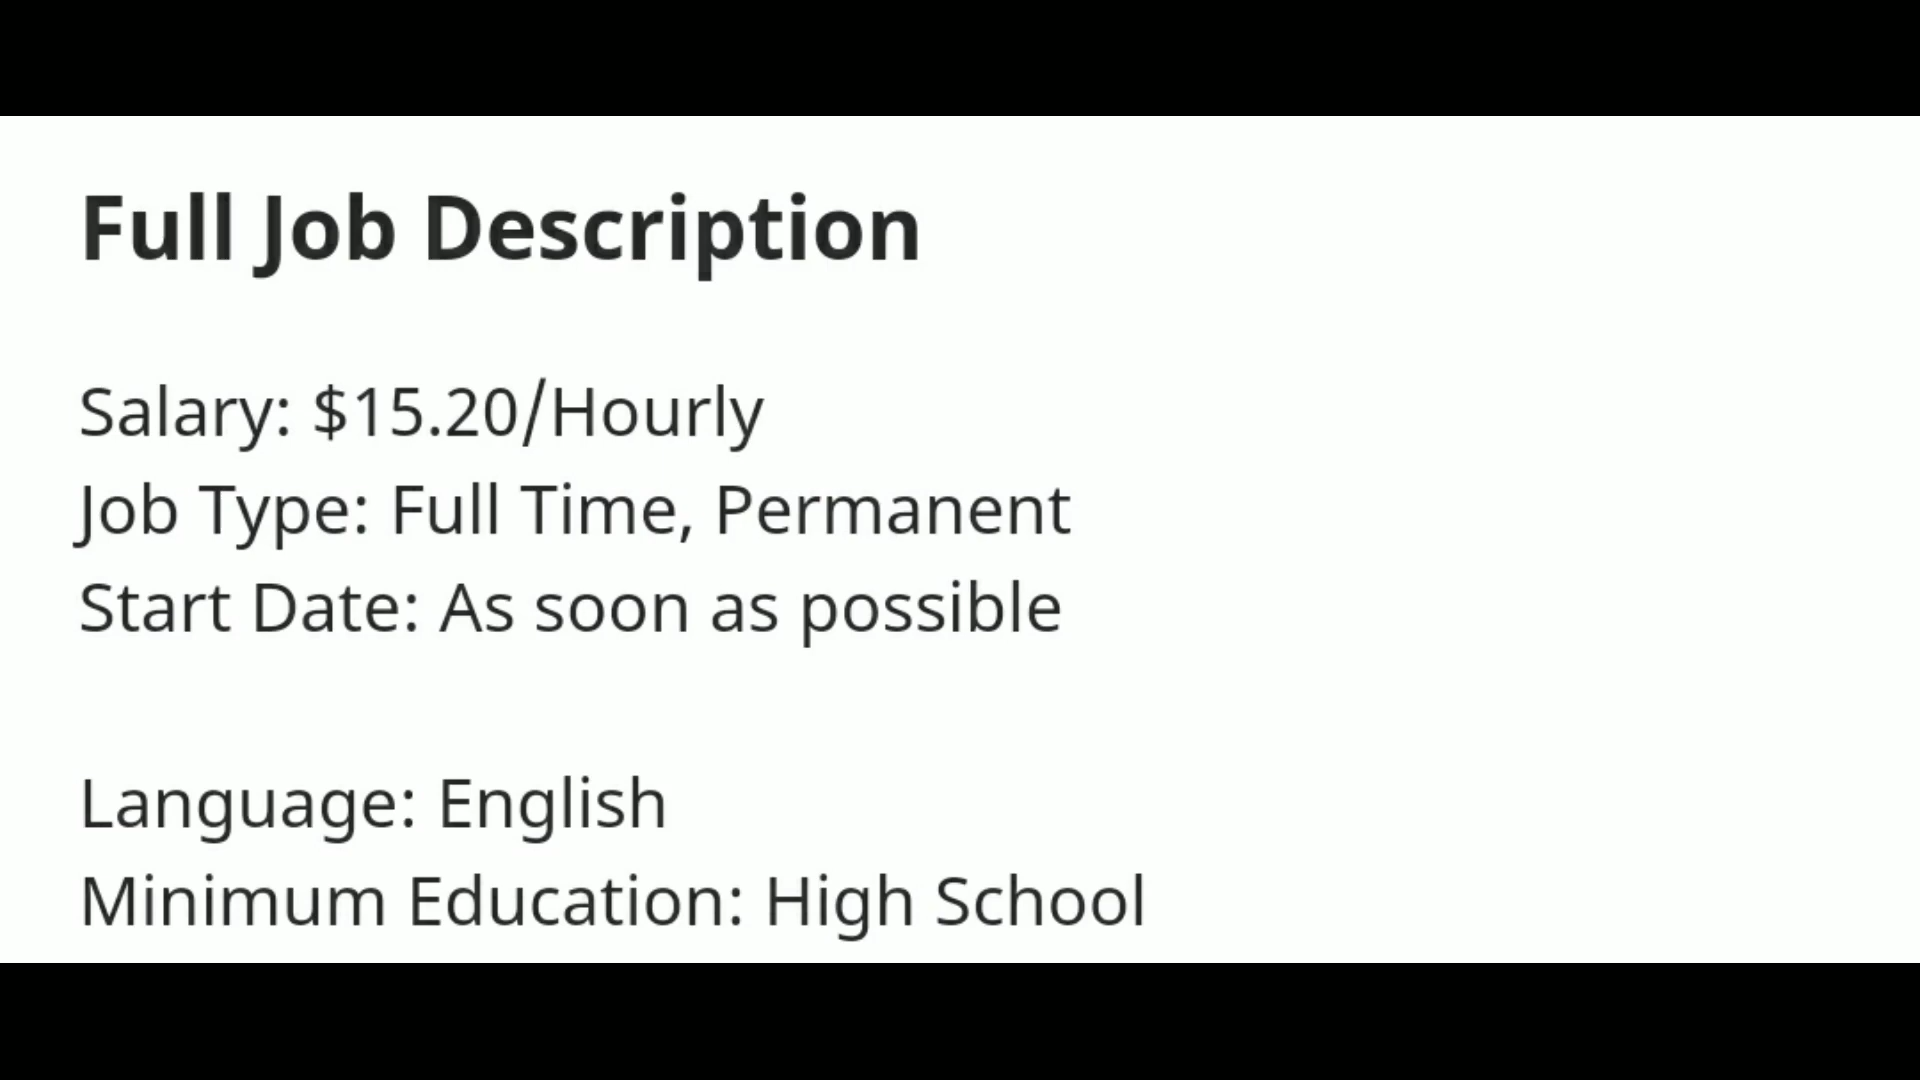 Full Job Description
Salary: $15.20/Hourly
Job Type: Full Time, Permanent
Start Date: As soon as possible
Language: English
Minimum Education: High School